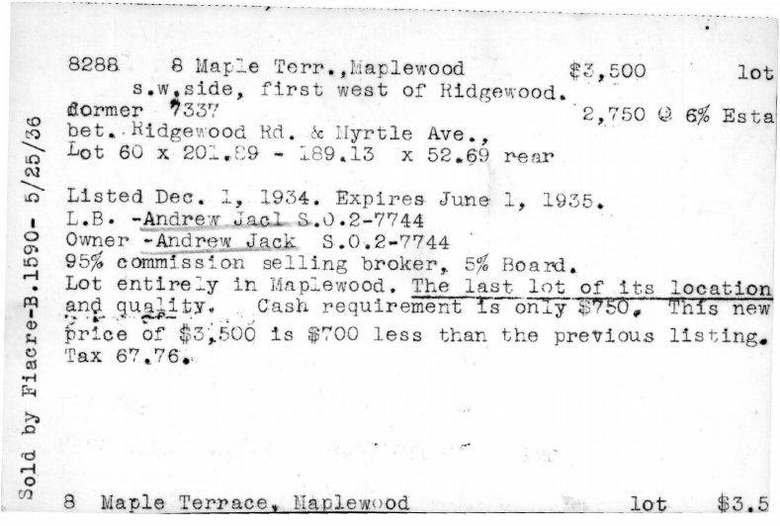 8288 8 Maple Terr.,Maplewood $3,500 lot
s.w.side, first west of Ridgewood.
former 7337 2,750 @ 6% Esta
bet. Ridgewood Rd. & Myrtle Ave.,
Lot 60 x 201.89 - 189.13 x 52.69 rear
Listed Dec. 1, 1934. Expires June 1, 1935.
L.B. -Andrew Jacl S.O.2-7744
Owner -Andrew Jack S.O.2-7744
95% commission selling broker, 5% Board.
Lot entirely in Maplewood. The last lot of its location
and quality. Cash requirement is only $750. This new
price of $3,500 is $700 less than the previous listing.
Tax 67.76.
8 Maple Terrace, Maplewood lot $3.5
Sold by Fiacre-B.1590- 5/25/36